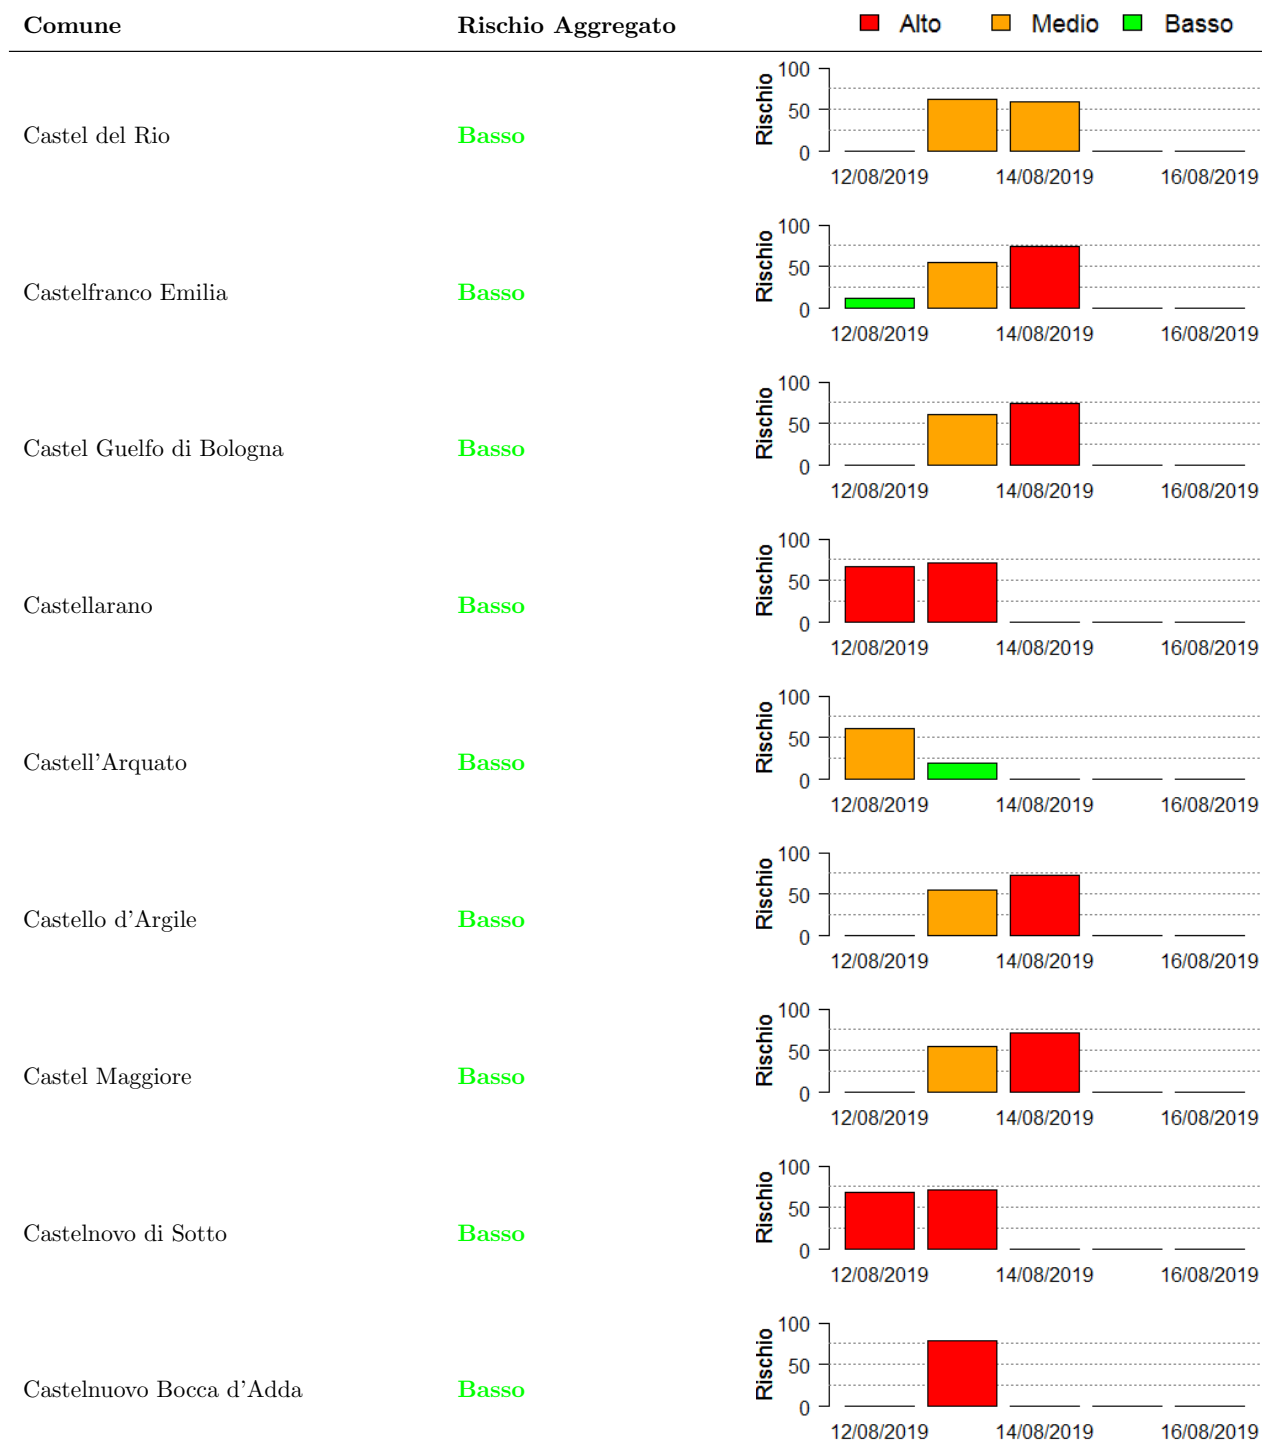 Comune Rischio Aggregato Alto Medio Basso
100
50
0
Rischio
Castel del Rio Basso
12/08/2019 14/08/2019 16/08/2019
100
50
0
Rischio
Castelfranco Emilia Basso
12/08/2019 14/08/2019 16/08/2019
100
50
0
Rischio
Castel Guelfo di Bologna Basso
12/08/2019 14/08/2019 16/08/2019
100
50
0
Rischio
Castellarano Basso
12/08/2019 14/08/2019 16/08/2019
100
50
0
Rischio
Castell'Arquato Basso
12/08/2019 14/08/2019 16/08/2019
100
50
0
Rischio
Castello d'Argile Basso
12/08/2019 14/08/2019 16/08/2019
100
50
0
Rischio
Castel Maggiore Basso
12/08/2019 14/08/2019 16/08/2019
100
50
0
Rischio
Castelnovo di Sotto Basso
12/08/2019 14/08/2019 16/08/2019
100
50
0
Rischio
Castelnuovo Bocca d'Adda Basso
12/08/2019 14/08/2019 16/08/2019